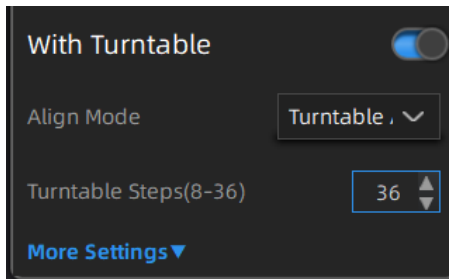 With Turntable
Align Mode Turntable
Turntable Steps(8-36) 36
More Settings▼